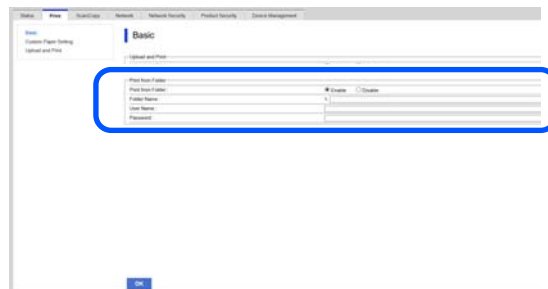 Status Print Scan/Copy Network Network Security Product Security Device Management
Basic
Custom Paper Setting
Upload and Print
Basic
Upload and Print
Print from Folder
Print from Folder : Enable Disable
Folder Name :
User Name :
Password :
OK